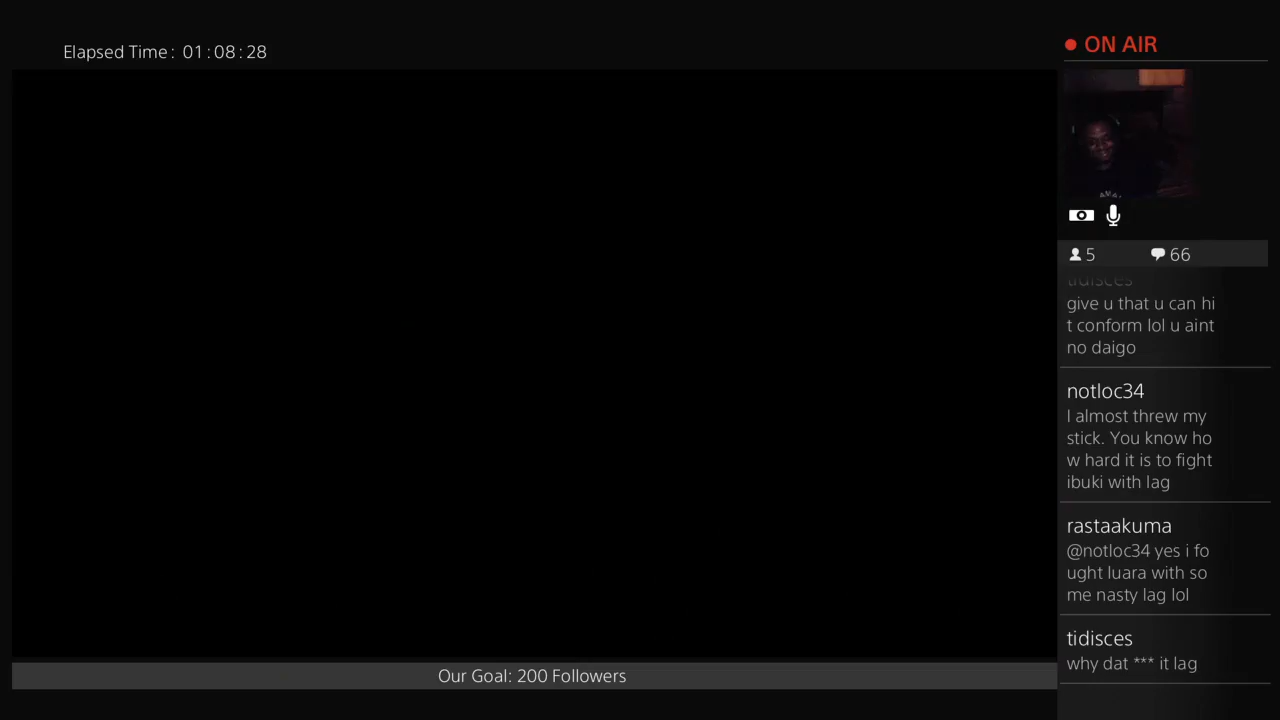 Elapsed Time: 01:08:28
ON AIR
5 66
tidisces
give u that u can hi
t conform lol u aint
no daigo
notloc34
I almost threw my
stick. You know ho
w hard it is to fight
ibuki with lag
rastaakuma
@notloc34 yes i fo
ught luara with so
me nasty lag lol
tidisces
why dat *** it lag
Our Goal: 200 Followers